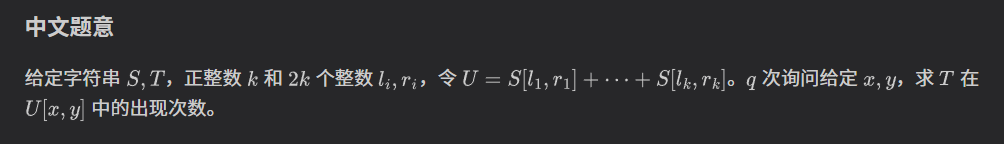 中文题意
给定字符串 S, T，正整数 k 和 2k 个整数 l_i, r_i，令 U = S[l_1, r_1] + ··· + S[l_k, r_k]。q 次询问给定 x, y，求 T 在
U[x, y] 中的出现次数。